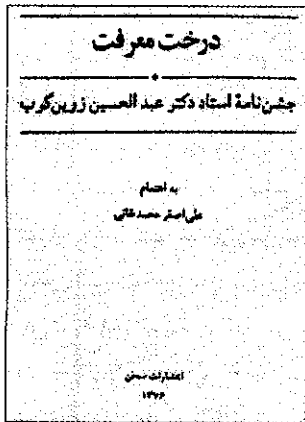 درخت معرفت
جشن‌نامهٔ استاد دکتر عبدالحسین زرین‌کوب
به اهتمام
علی‌اصغر محمدخانی
انتشارات سخن
۱۳۷۶